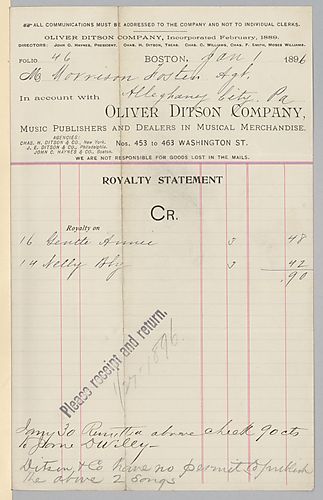 ALL COMMUNICATIONS MUST BE ADDRESSED TO THE COMPANY AND NOT TO INDIVIDUAL CLERKS.
OLIVER DITSON COMPANY, Incorporated February, 1889.
DIRECTORS: JOHN C. HAYNES, PRESIDENT. CHAS. H. DITSON, TREAS. CHAS. C. WILLIAMS, CHAS. F. SMITH, MOSES WILLIAMS.
FOLIO 46 BOSTON, Jan 1 1896
M Morrison Foster Agt.
Alleghany City. Pa
In account with
OLIVER DITSON COMPANY,
MUSIC PUBLISHERS AND DEALERS IN MUSICAL MERCHANDISE.
AGENCIES:
CHAS. H. DITSON & CO., New York.
J. E. DITSON & CO., Philadelphia.
JOHN C. HAYNES & CO., Boston.
Nos. 453 to 463 WASHINGTON ST.
WE ARE NOT RESPONSIBLE FOR GOODS LOST IN THE MAILS.
ROYALTY STATEMENT
CR.
Royalty on
16 Gentle Annie 3 48
14 Nelly Bly 3 42
.90
Please receipt and return.
1/27-1896
Jany 30 above check 90cts
to Jane D Wiley-
Ditson & Co have no permit to publish
the above 2 songs